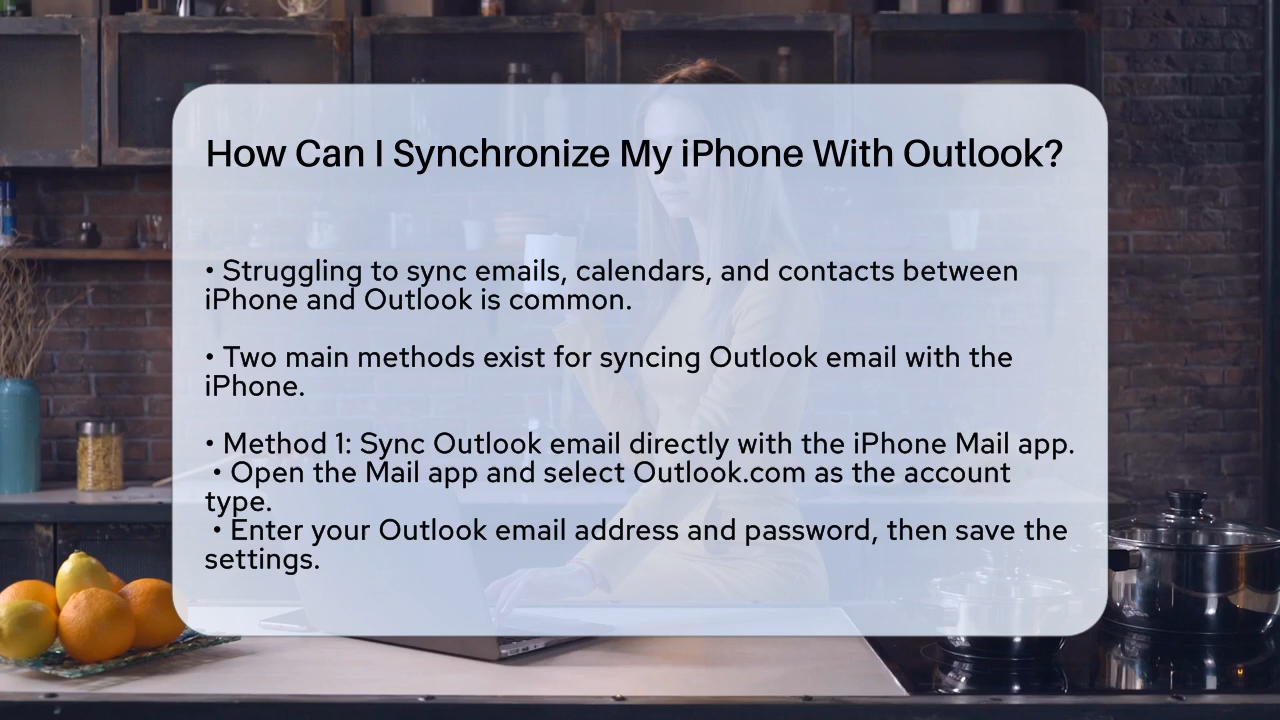 How Can I Synchronize My iPhone With Outlook?
• Struggling to sync emails, calendars, and contacts between
iPhone and Outlook is common.
• Two main methods exist for syncing Outlook email with the
iPhone.
• Method 1: Sync Outlook email directly with the iPhone Mail app.
• Open the Mail app and select Outlook.com as the account
type.
• Enter your Outlook email address and password, then save the
settings.